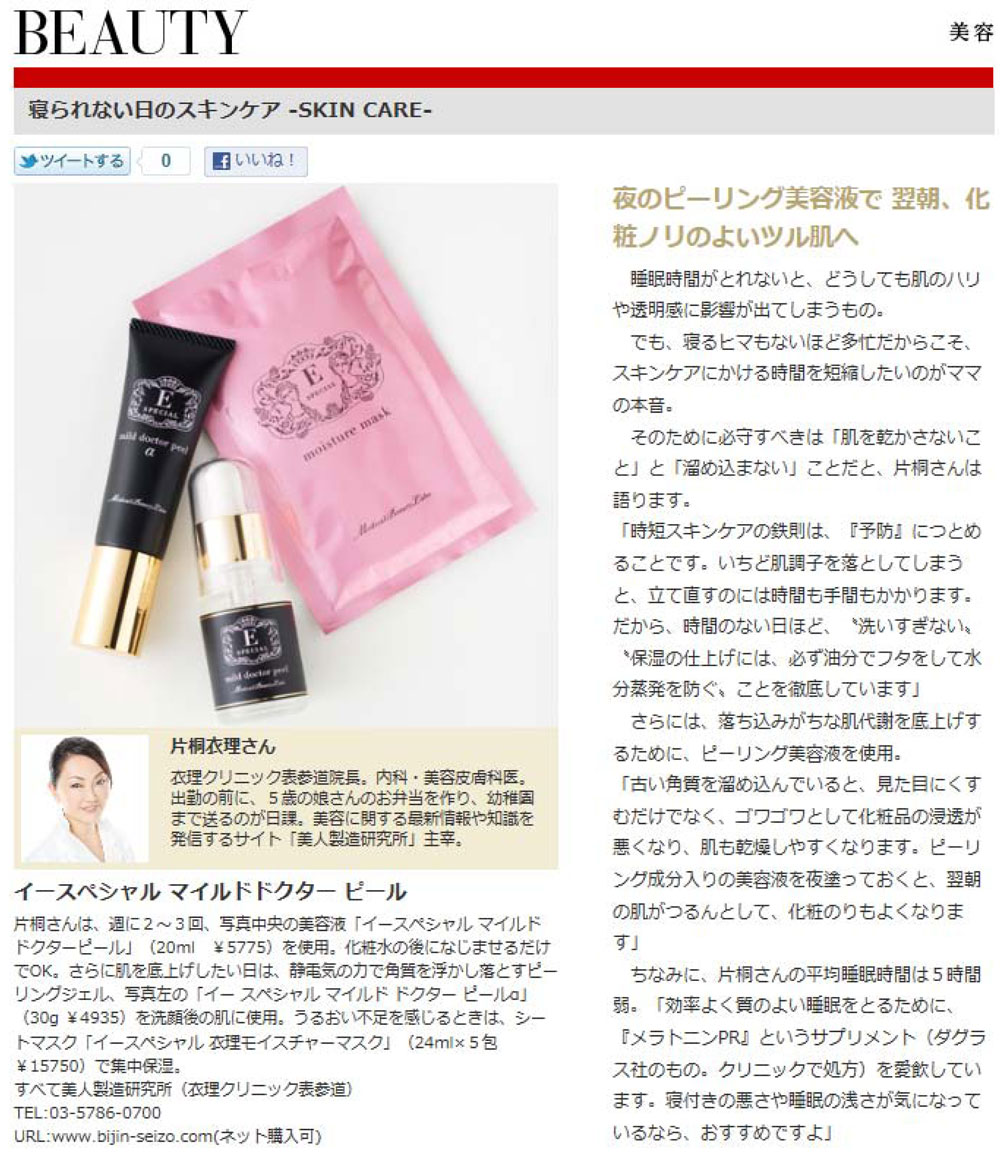 BEAUTY
美容
寝られない日のスキンケア -SKIN CARE-
ツイートする
0
いいね！
E
SPECIAL
moisture mask
Medical Beauty Labo
E
SPECIAL
mild doctor peel
α
Medical Beauty Labo
E
SPECIAL
mild doctor peel
Medical Beauty Labo
片桐衣理さん
衣理クリニック表参道院長。内科・美容皮膚科医。
出勤の前に、５歳の娘さんのお弁当を作り、幼稚園
まで送るのが日課。美容に関する最新情報や知識を
発信するサイト「美人製造研究所」主宰。
イースペシャル マイルドドクター ピール
片桐さんは、週に２～３回、写真中央の美容液「イースペシャル マイルド
ドクターピール」（20ml　￥5775）を使用。化粧水の後になじませるだけ
でOK。さらに肌を底上げしたい日は、静電気の力で角質を浮かし落とすピー
リングジェル、写真左の「イー スペシャル マイルド ドクター ピールα」
（30g ￥4935）を洗顔後の肌に使用。うるおい不足を感じるときは、シー
トマスク「イースペシャル 衣理モイスチャーマスク」（24ml×５包
￥15750）で集中保湿。
すべて美人製造研究所（衣理クリニック表参道）
TEL:03-5786-0700
URL:www.bijin-seizo.com(ネット購入可)
夜のピーリング美容液で 翌朝、化
粧ノリのよいツル肌へ
　睡眠時間がとれないと、どうしても肌のハリ
や透明感に影響が出てしまうもの。
　でも、寝るヒマもないほど多忙だからこそ、
スキンケアにかける時間を短縮したいのがママ
の本音。
　そのために必守すべきは「肌を乾かさないこ
と」と「溜め込まない」ことだと、片桐さんは
語ります。
「時短スキンケアの鉄則は、『予防』につとめ
ることです。いちど肌調子を落としてしまう
と、立て直すのには時間も手間もかかります。
だから、時間のない日ほど、〝洗いすぎない〟
〝保湿の仕上げには、必ず油分でフタをして水
分蒸発を防ぐ〟ことを徹底しています」
　さらには、落ち込みがちな肌代謝を底上げす
るために、ピーリング美容液を使用。
「古い角質を溜め込んでいると、見た目にくす
むだけでなく、ゴワゴワとして化粧品の浸透が
悪くなり、肌も乾燥しやすくなります。ピーリ
ング成分入りの美容液を夜塗っておくと、翌朝
の肌がつるんとして、化粧のりもよくなりま
す」
　ちなみに、片桐さんの平均睡眠時間は５時間
弱。「効率よく質のよい睡眠をとるために、
『メラトニンPR』というサプリメント（ダグラ
ス社のもの。クリニックで処方）を愛飲してい
ます。寝付きの悪さや睡眠の浅さが気になって
いるなら、おすすめですよ」